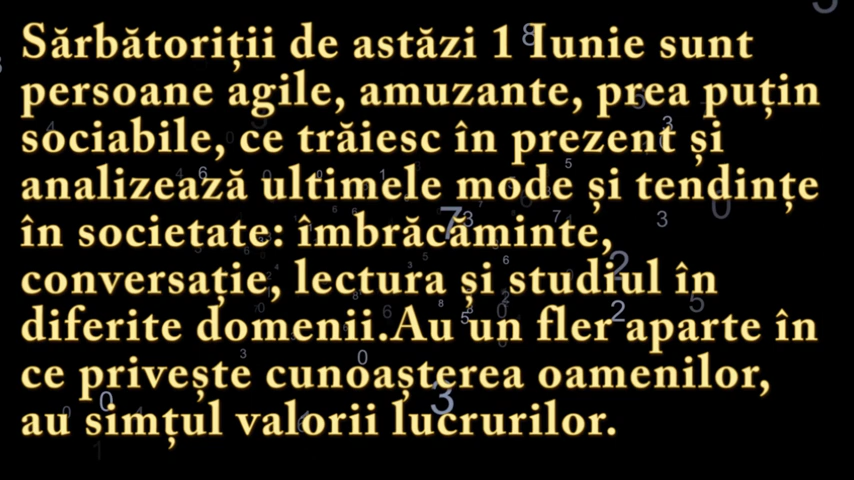 Sărbătoriții de astăzi 1 Iunie sunt
persoane agile, amuzante, prea puțin
sociabile, ce trăiesc în prezent și
analizează ultimele mode și tendințe
în societate: îmbrăcăminte,
conversație, lectura și studiul în
diferite domenii.Au un fler aparte în
ce privește cunoașterea oamenilor,
au simțul valorii lucrurilor.